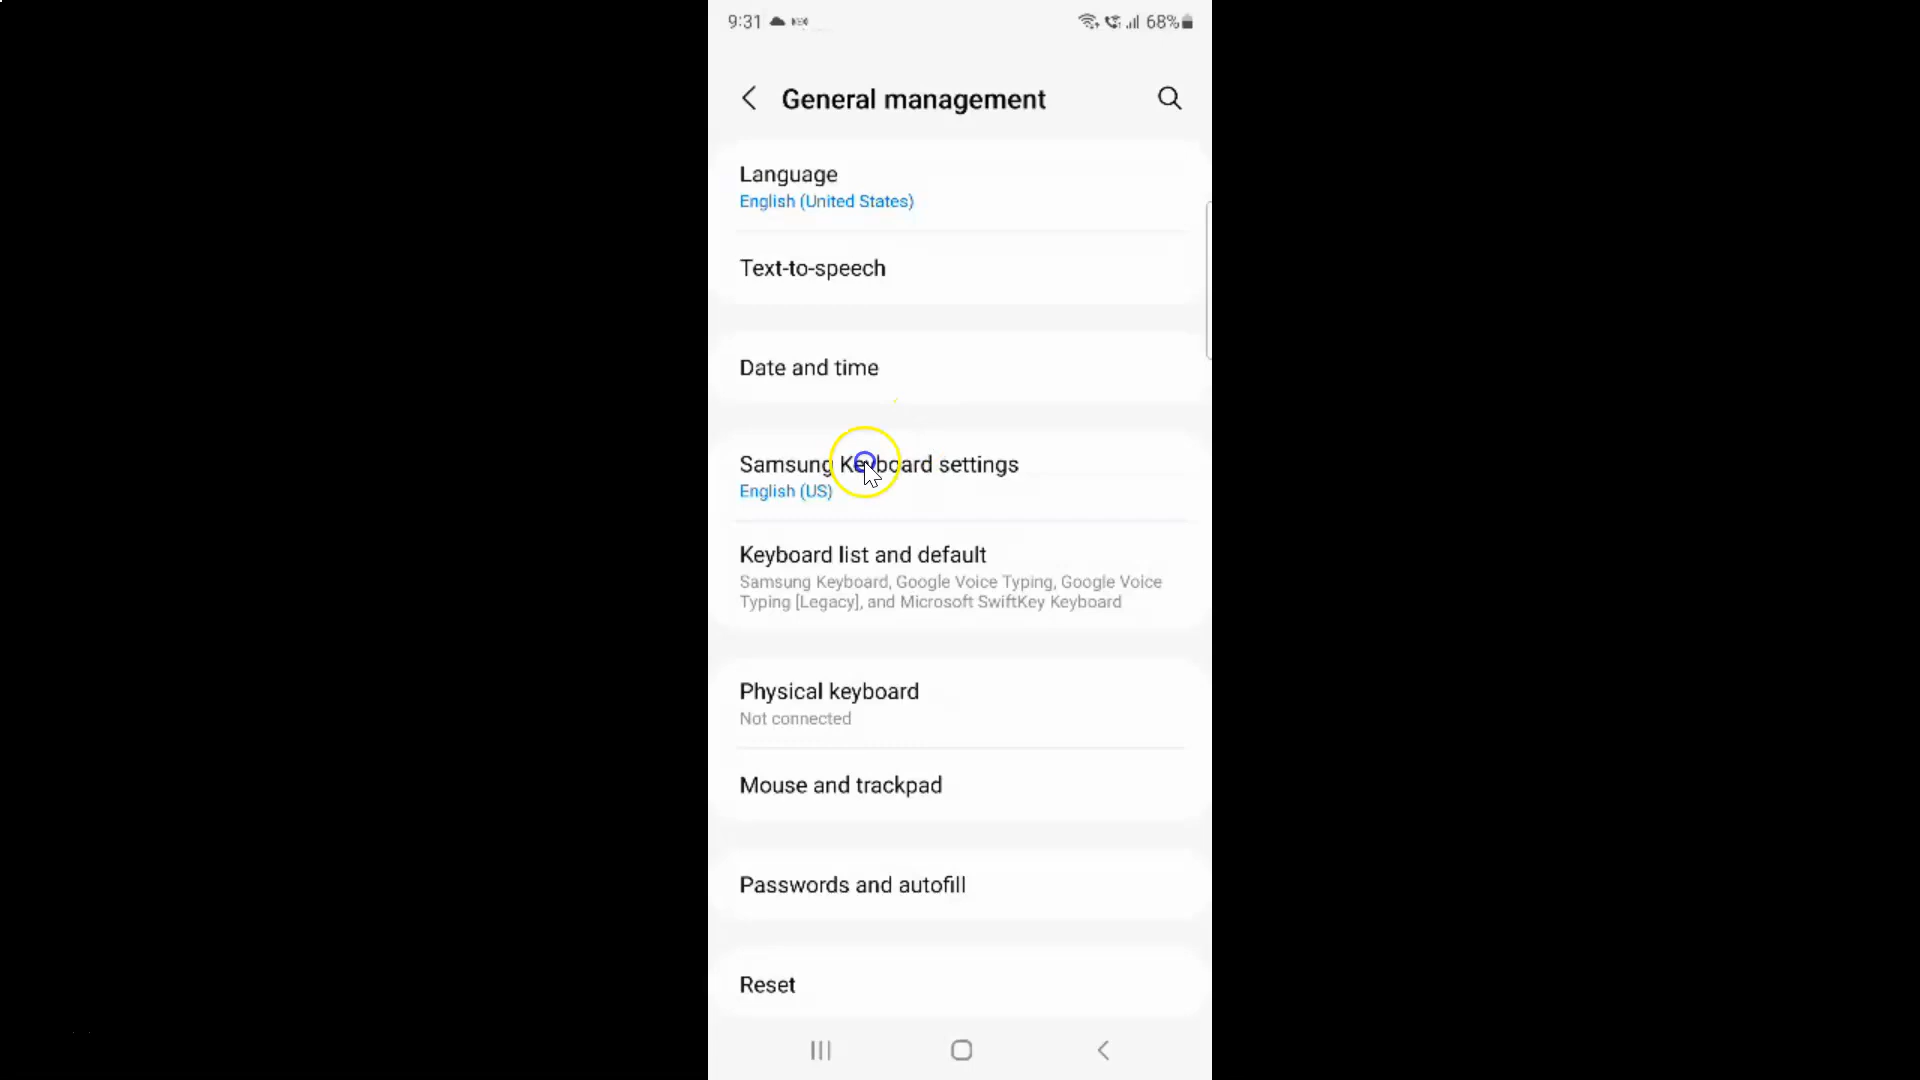 9:31
68%
General management
Language
English (United States)
Text-to-speech
Date and time
Samsung Keyboard settings
English (US)
Keyboard list and default
Samsung Keyboard, Google Voice Typing, Google Voice
Typing [Legacy], and Microsoft SwiftKey Keyboard
Physical keyboard
Not connected
Mouse and trackpad
Passwords and autofill
Reset